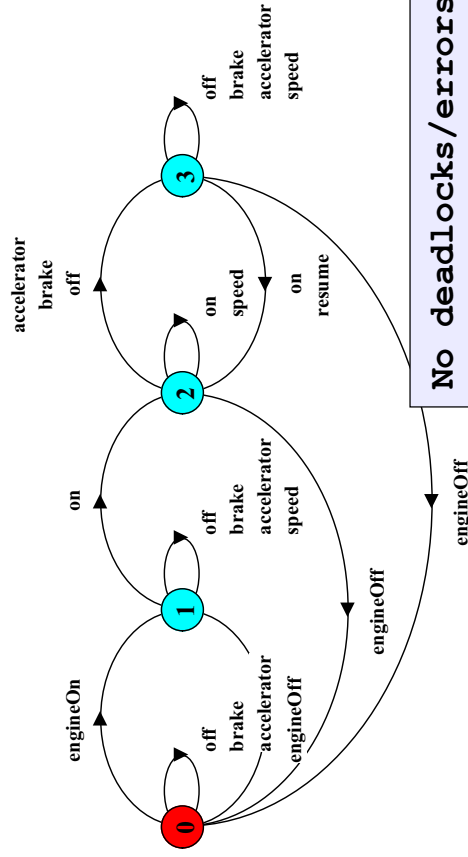 engineOn
on
accelerator
brake
off
0
off
brake
accelerator
engineOff
1
off
brake
accelerator
speed
2
on
speed
on
resume
3
off
brake
accelerator
speed
engineOff
engineOff
No deadlocks/errors